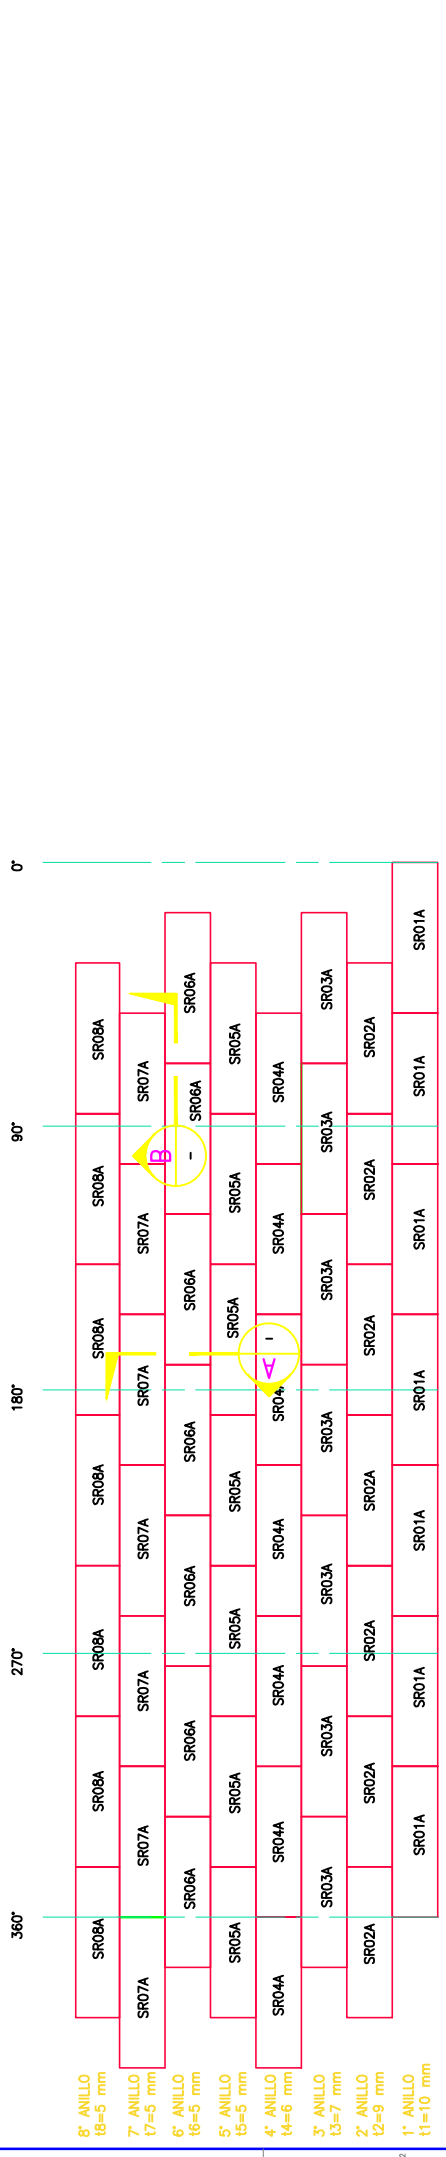 360° 270° 180° 90° 0°
8° ANILLO
t8=5 mm
SR08A SR08A SR08A SR08A SR08A SR08A SR08A
7° ANILLO
t7=5 mm
SR07A SR07A SR07A SR07A SR07A SR07A SR07A
B
-
6° ANILLO
t6=5 mm
SR06A SR06A SR06A SR06A SR06A SR06A SR06A
5° ANILLO
t5=5 mm
SR05A SR05A SR05A SR05A SR05A SR05A SR05A
4° ANILLO
t4=6 mm
SR04A SR04A SR04A SR04A SR04A SR04A SR04A
A
-
3° ANILLO
t3=7 mm
SR03A SR03A SR03A SR03A SR03A SR03A SR03A
2° ANILLO
t2=9 mm
SR02A SR02A SR02A SR02A SR02A SR02A SR02A
1° ANILLO
t1=10 mm
SR01A SR01A SR01A SR01A SR01A SR01A SR01A
2